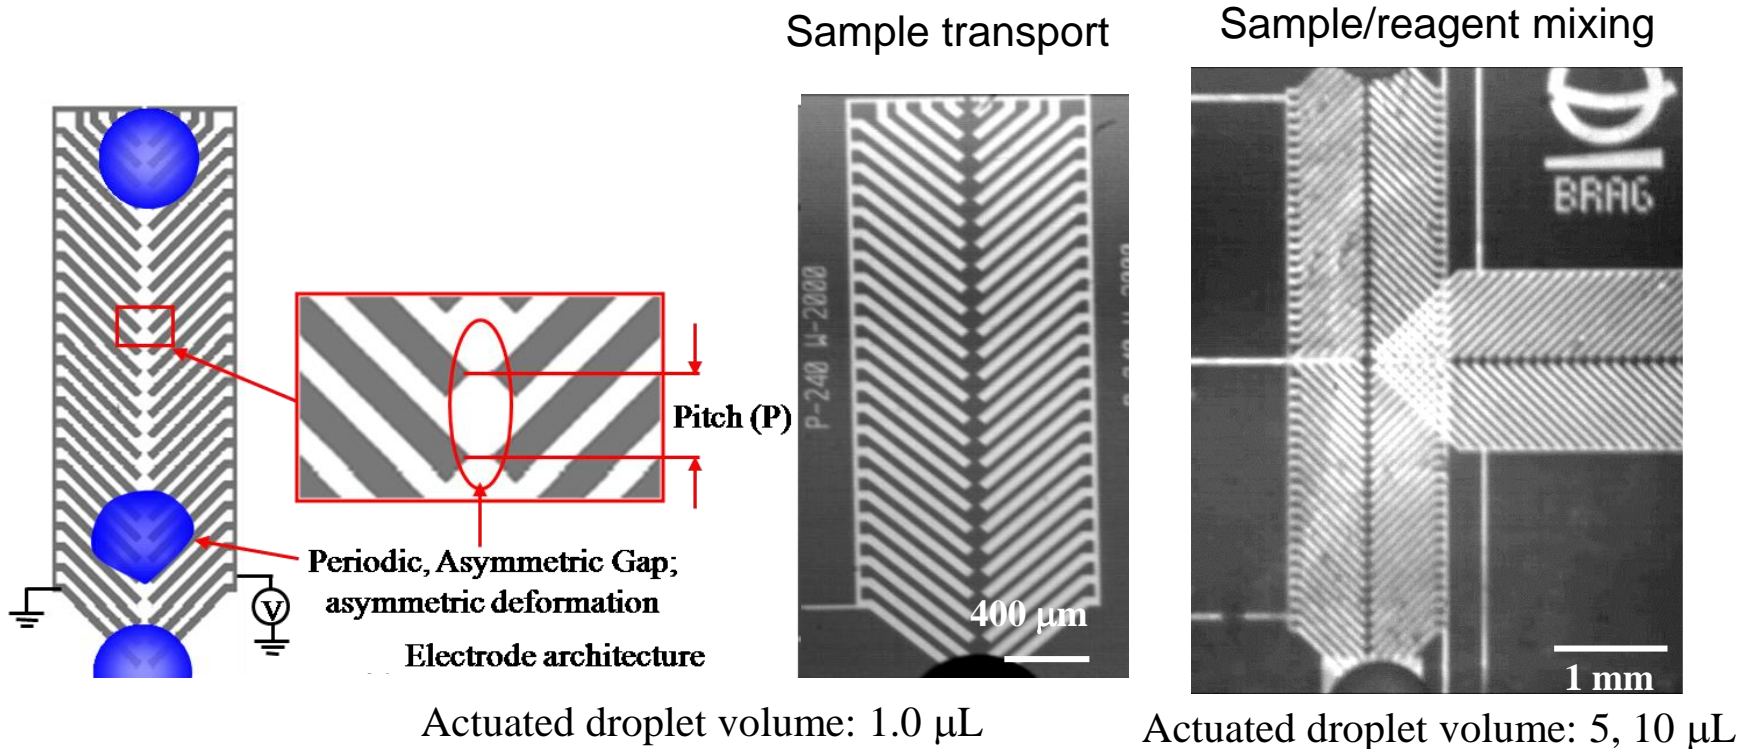 Sample transport
Sample/reagent mixing
BRAG
P-240 W-2000
Pitch (P)
V
Periodic, Asymmetric Gap;
asymmetric deformation
Electrode architecture
400 μm
1 mm
Actuated droplet volume: 1.0 μL
Actuated droplet volume: 5, 10 μL